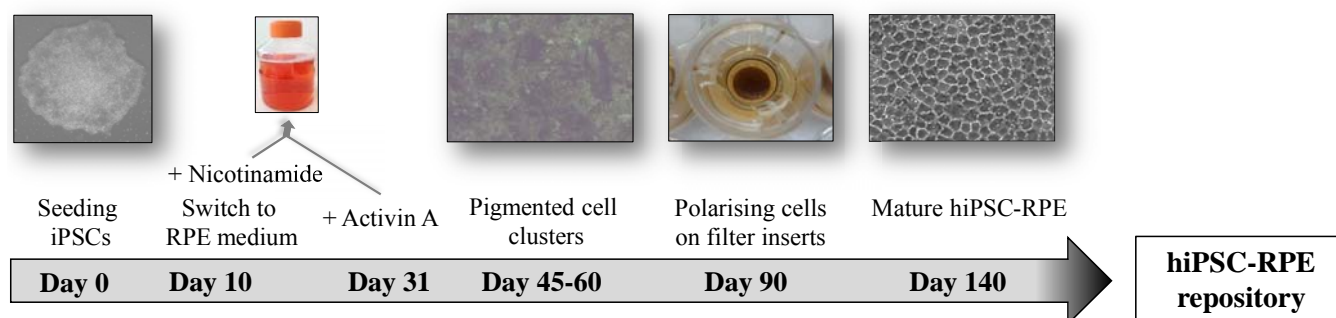 + Nicotinamide
+ Activin A
Seeding
iPSCs
Switch to
RPE medium
Pigmented cell
clusters
Polarising cells
on filter inserts
Mature hiPSC-RPE
Day 0
Day 10
Day 31
Day 45-60
Day 90
Day 140
hiPSC-RPE
repository